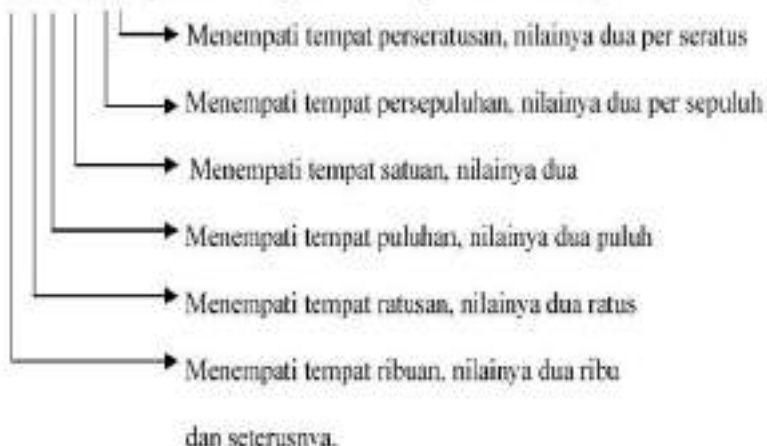 Menempati tempat perseratusan, nilainya dua per seratus
Menempati tempat persepuluhan, nilainya dua per sepuluh
Menempati tempat satuan, nilainya dua
Menempati tempat puluhan, nilainya dua puluh
Menempati tempat ratusan, nilainya dua ratus
Menempati tempat ribuan, nilainya dua ribu
dan seterusnya.